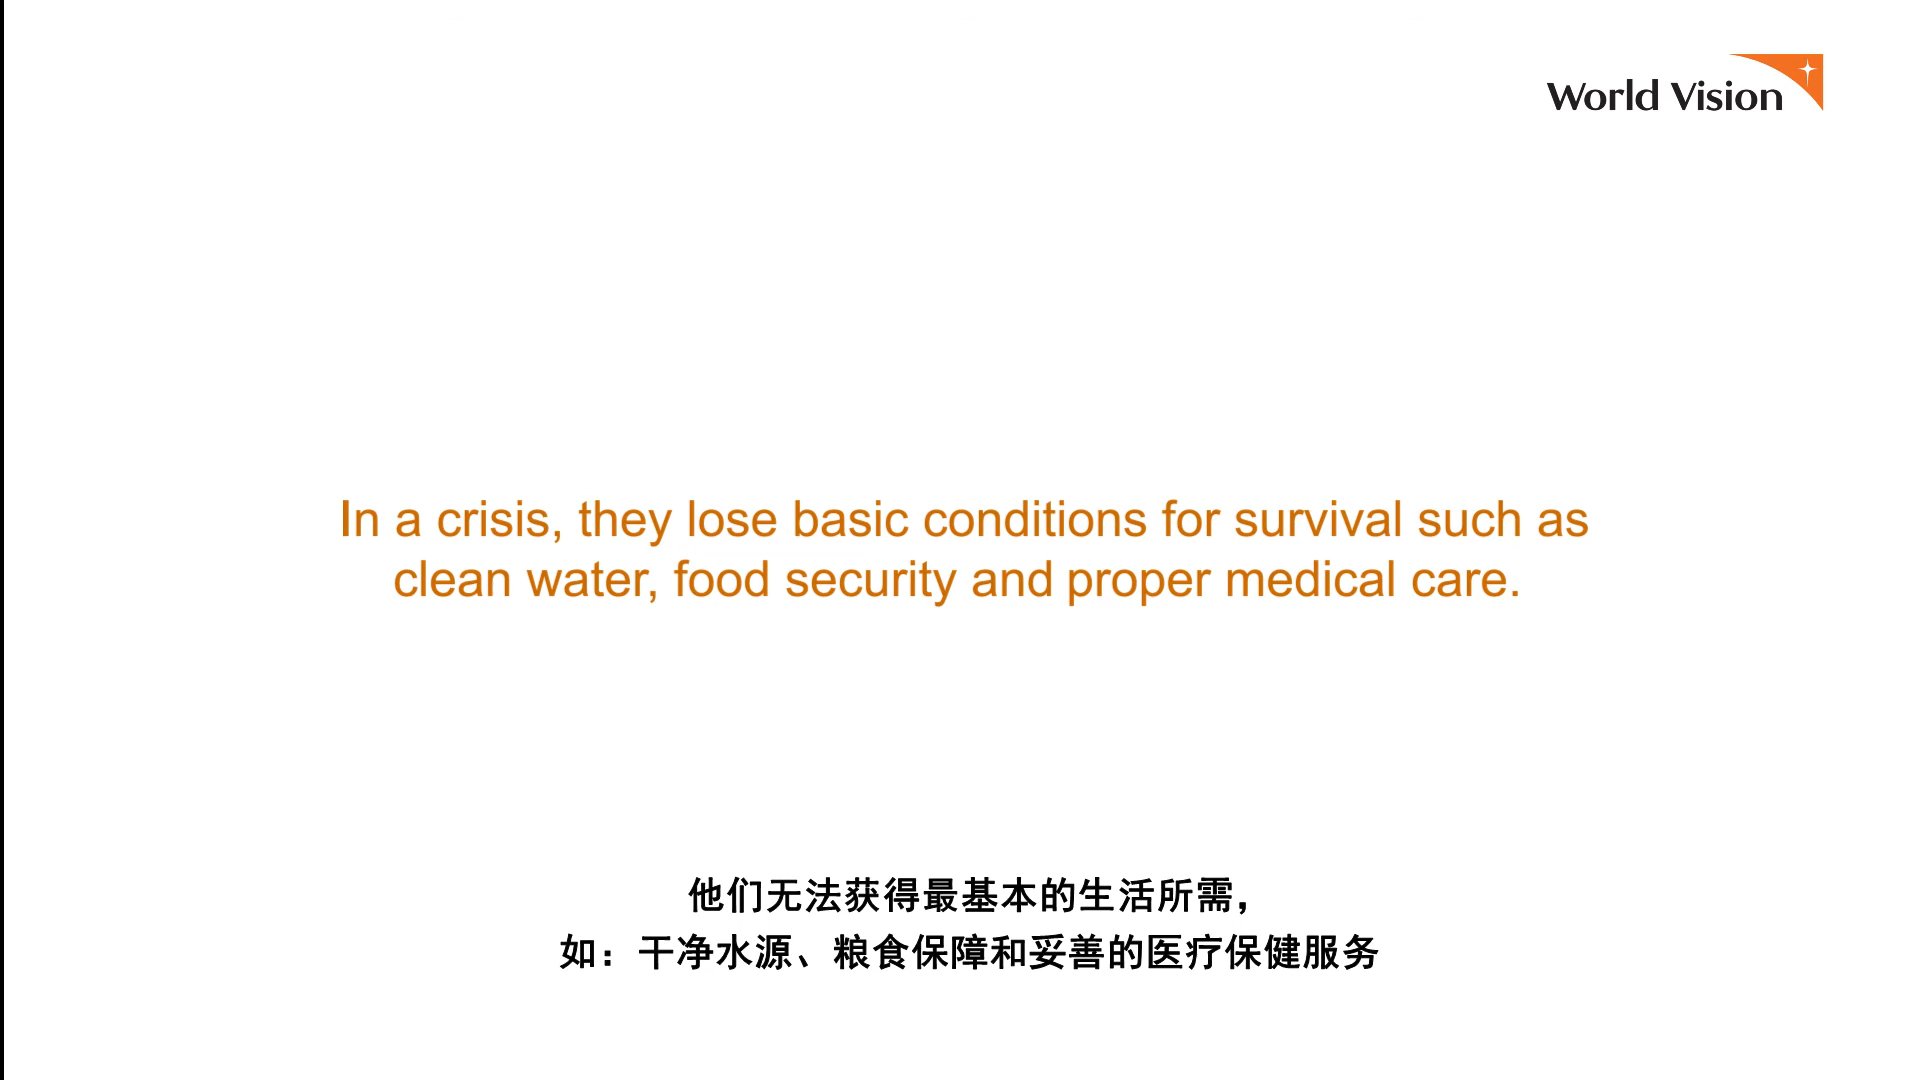 World Vision
In a crisis, they lose basic conditions for survival such as
clean water, food security and proper medical care.
他们无法获得最基本的生活所需，
如：干净水源、粮食保障和妥善的医疗保健服务